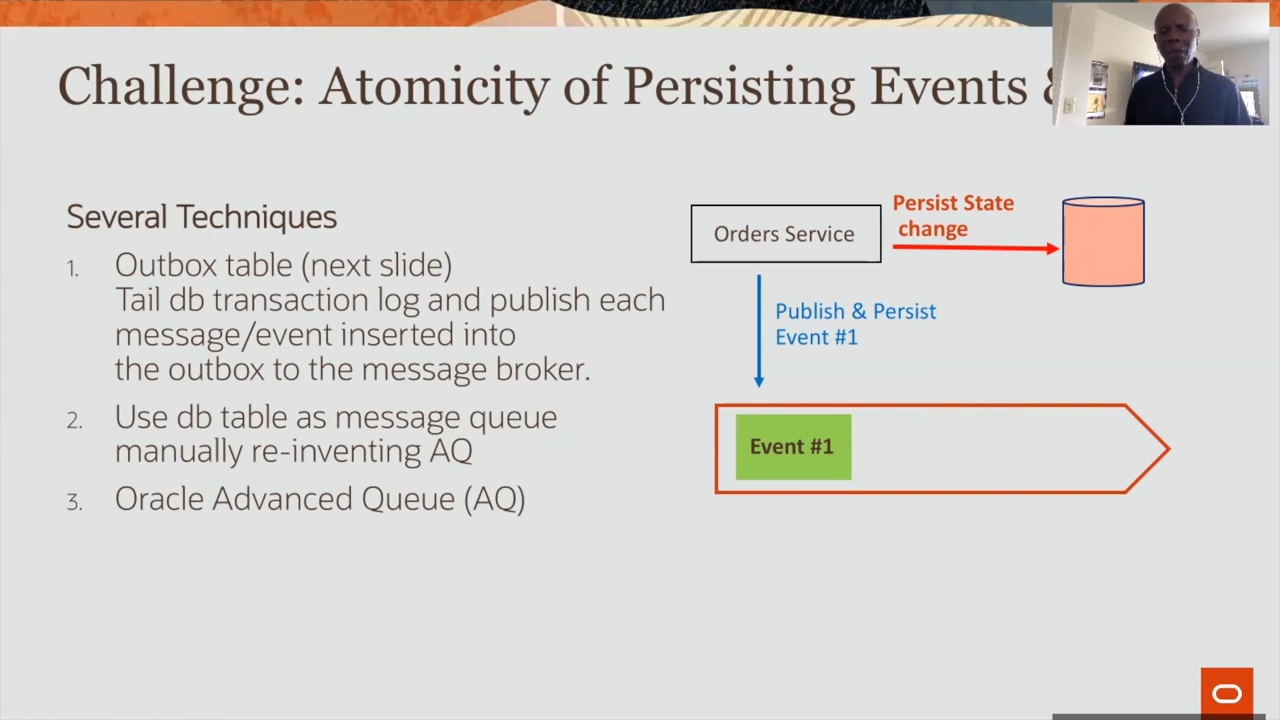 Challenge: Atomicity of Persisting Events &
Several Techniques
1. Outbox table (next slide)
Tail db transaction log and publish each
message/event inserted into
the outbox to the message broker.
2. Use db table as message queue
manually re-inventing AQ
3. Oracle Advanced Queue (AQ)
Orders Service
Persist State
change
Publish & Persist
Event #1
Event #1